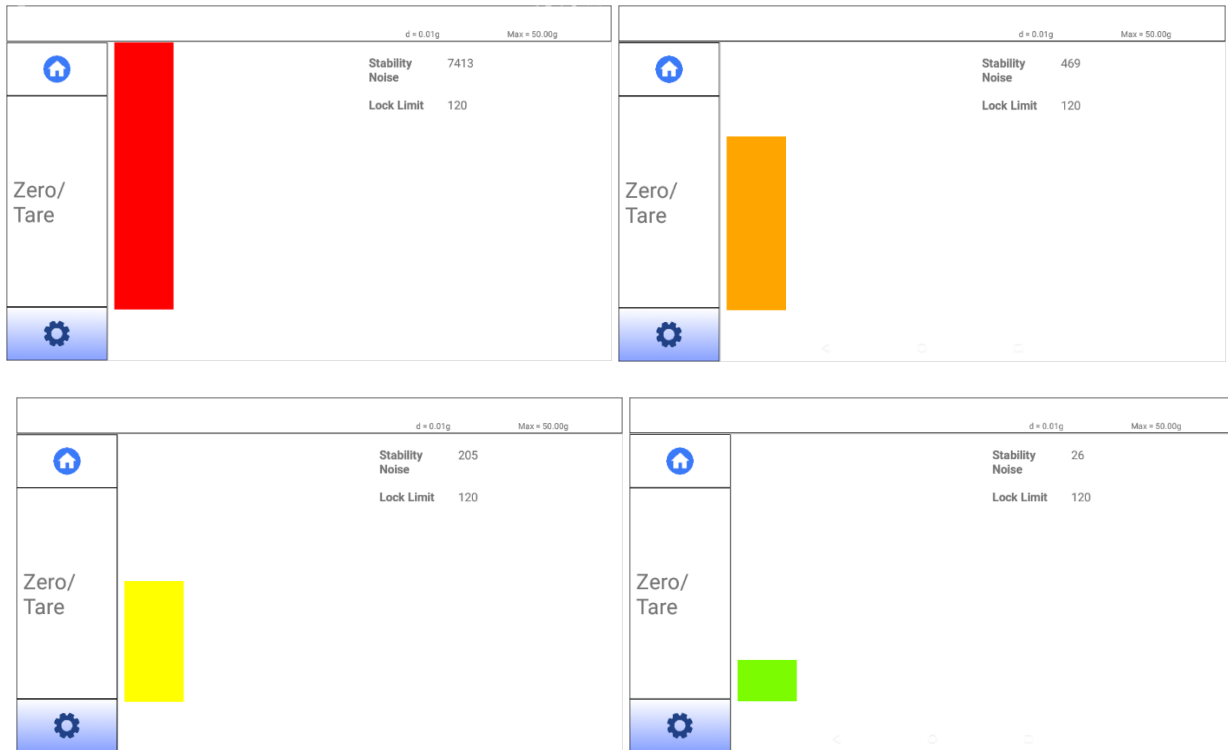 d = 0.01g Max = 50.00g
Stability 7413
Noise
Lock Limit 120
Zero/
Tare
d = 0.01g Max = 50.00g
Stability 469
Noise
Lock Limit 120
Zero/
Tare
d = 0.01g Max = 50.00g
Stability 205
Noise
Lock Limit 120
Zero/
Tare
d = 0.01g Max = 50.00g
Stability 26
Noise
Lock Limit 120
Zero/
Tare